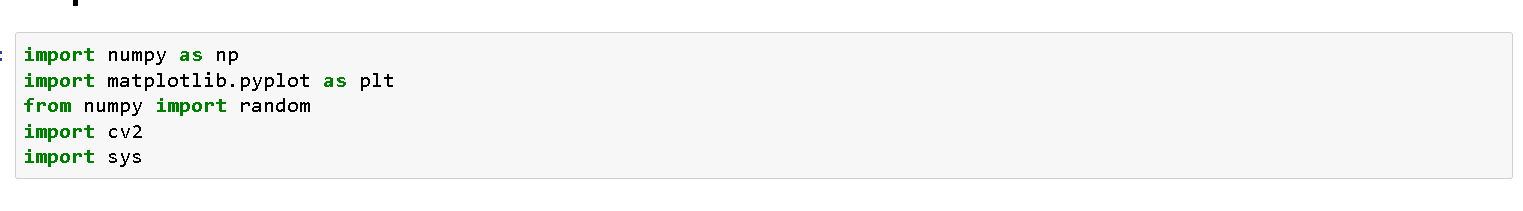 import numpy as np
import matplotlib.pyplot as plt
from numpy import random
import cv2
import sys